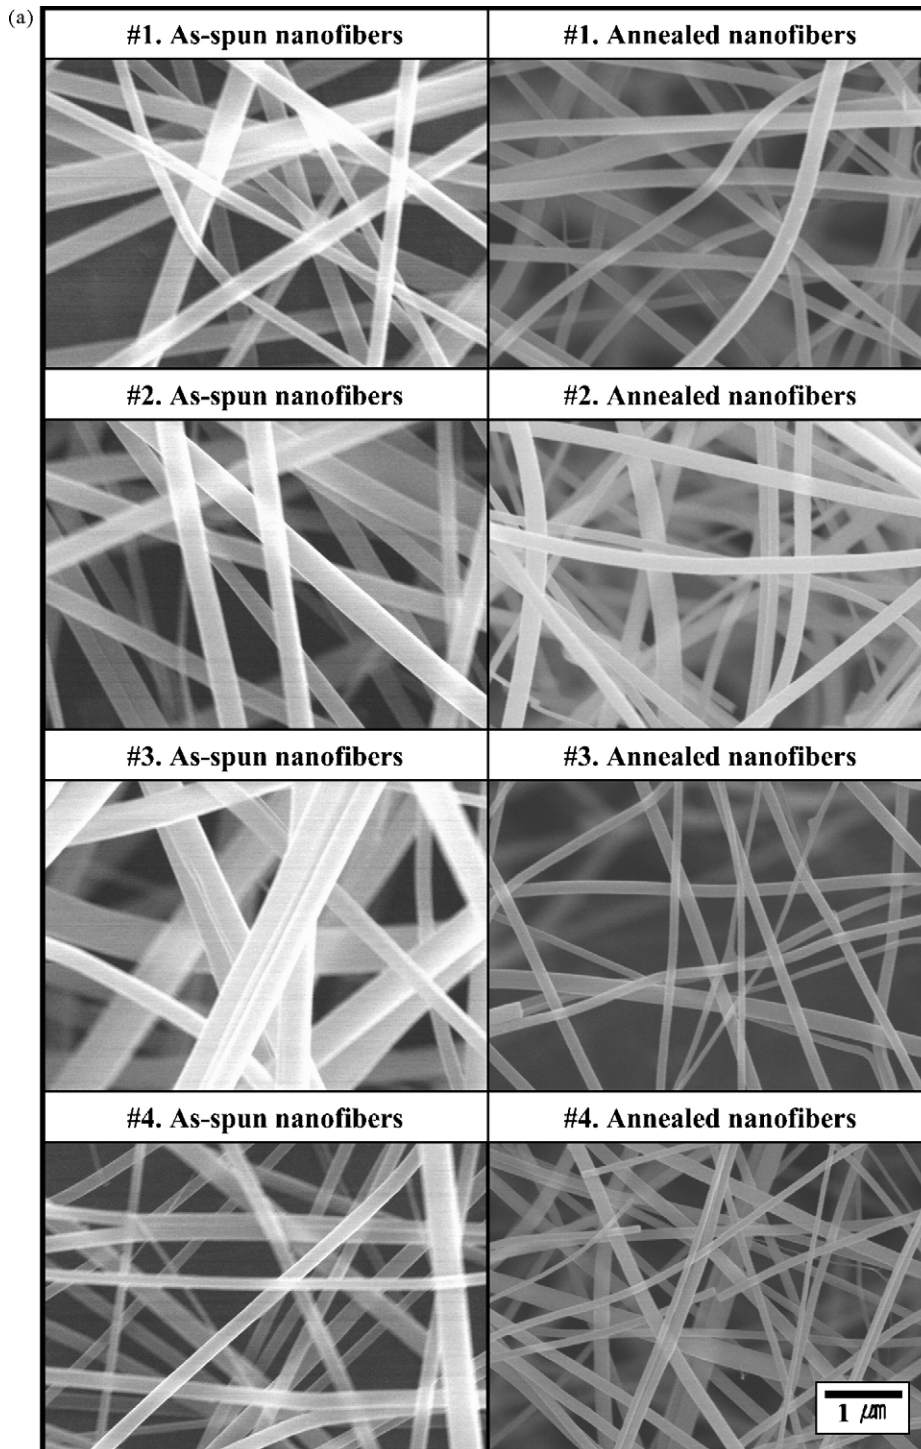 (a)
#1. As-spun nanofibers
#1. Annealed nanofibers
#2. As-spun nanofibers
#2. Annealed nanofibers
#3. As-spun nanofibers
#3. Annealed nanofibers
#4. As-spun nanofibers
#4. Annealed nanofibers
1 ㎛